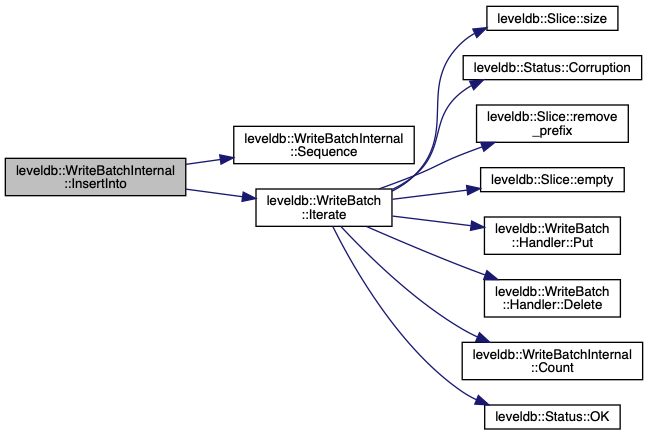 leveldb::WriteBatchInternal
::InsertInto
leveldb::WriteBatchInternal
::Sequence
leveldb::WriteBatch
::Iterate
leveldb::Slice::size
leveldb::Status::Corruption
leveldb::Slice::remove
_prefix
leveldb::Slice::empty
leveldb::WriteBatch
::Handler::Put
leveldb::WriteBatch
::Handler::Delete
leveldb::WriteBatchInternal
::Count
leveldb::Status::OK